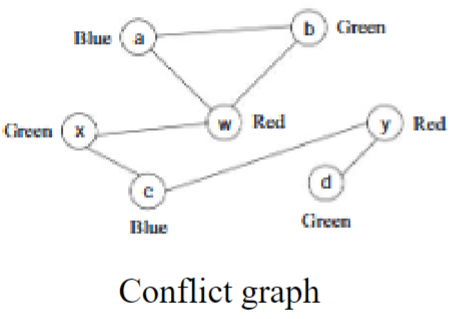 Blue a b Green
Green x w Red y Red
c d
Blue Green
Conflict graph